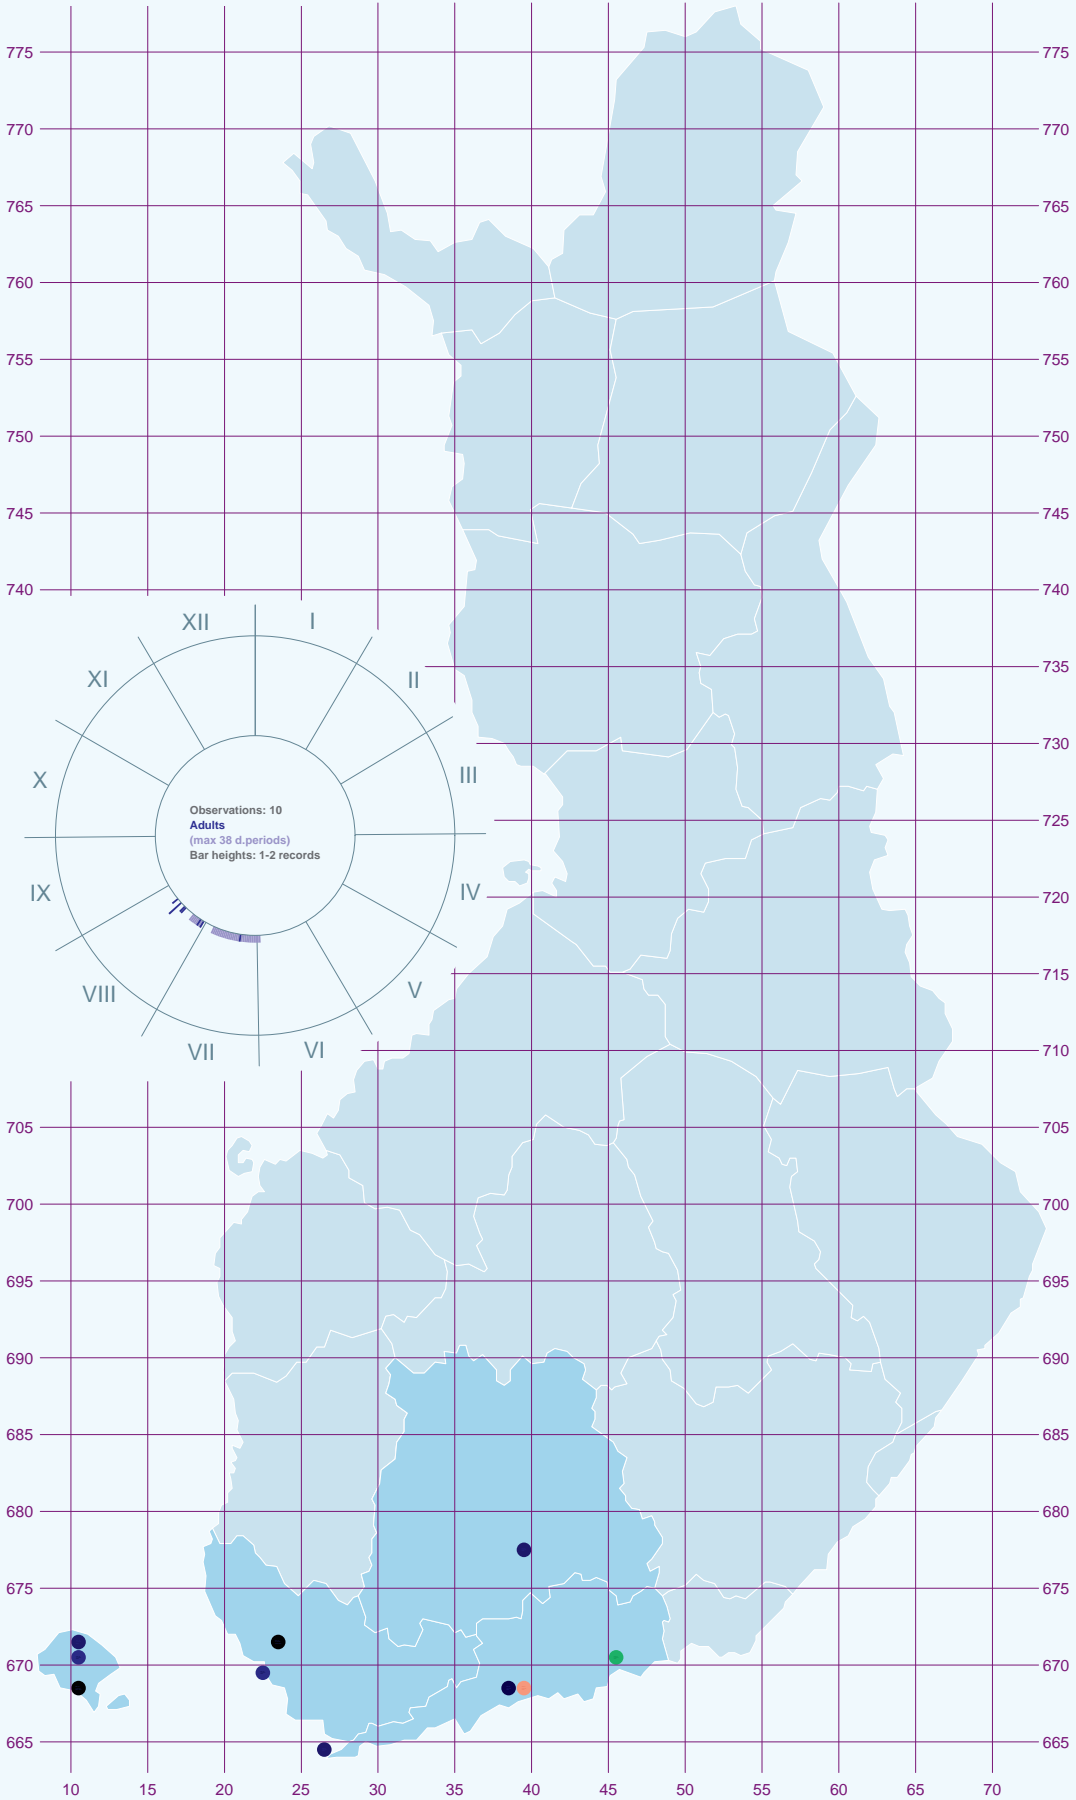 775 775
770 770
765 765
760 760
755 755
750 750
745 745
740 740
XII I
735
XI II
730
X III
Observations: 10
Adults
(max 38 d.periods)
Bar heights: 1-2 records
725
IX IV
720
715
VIII V
VII VI
710
705 705
700 700
695 695
690 690
685 685
680 680
675 675
670 670
665 665
10 15 20 25 30 35 40 45 50 55 60 65 70